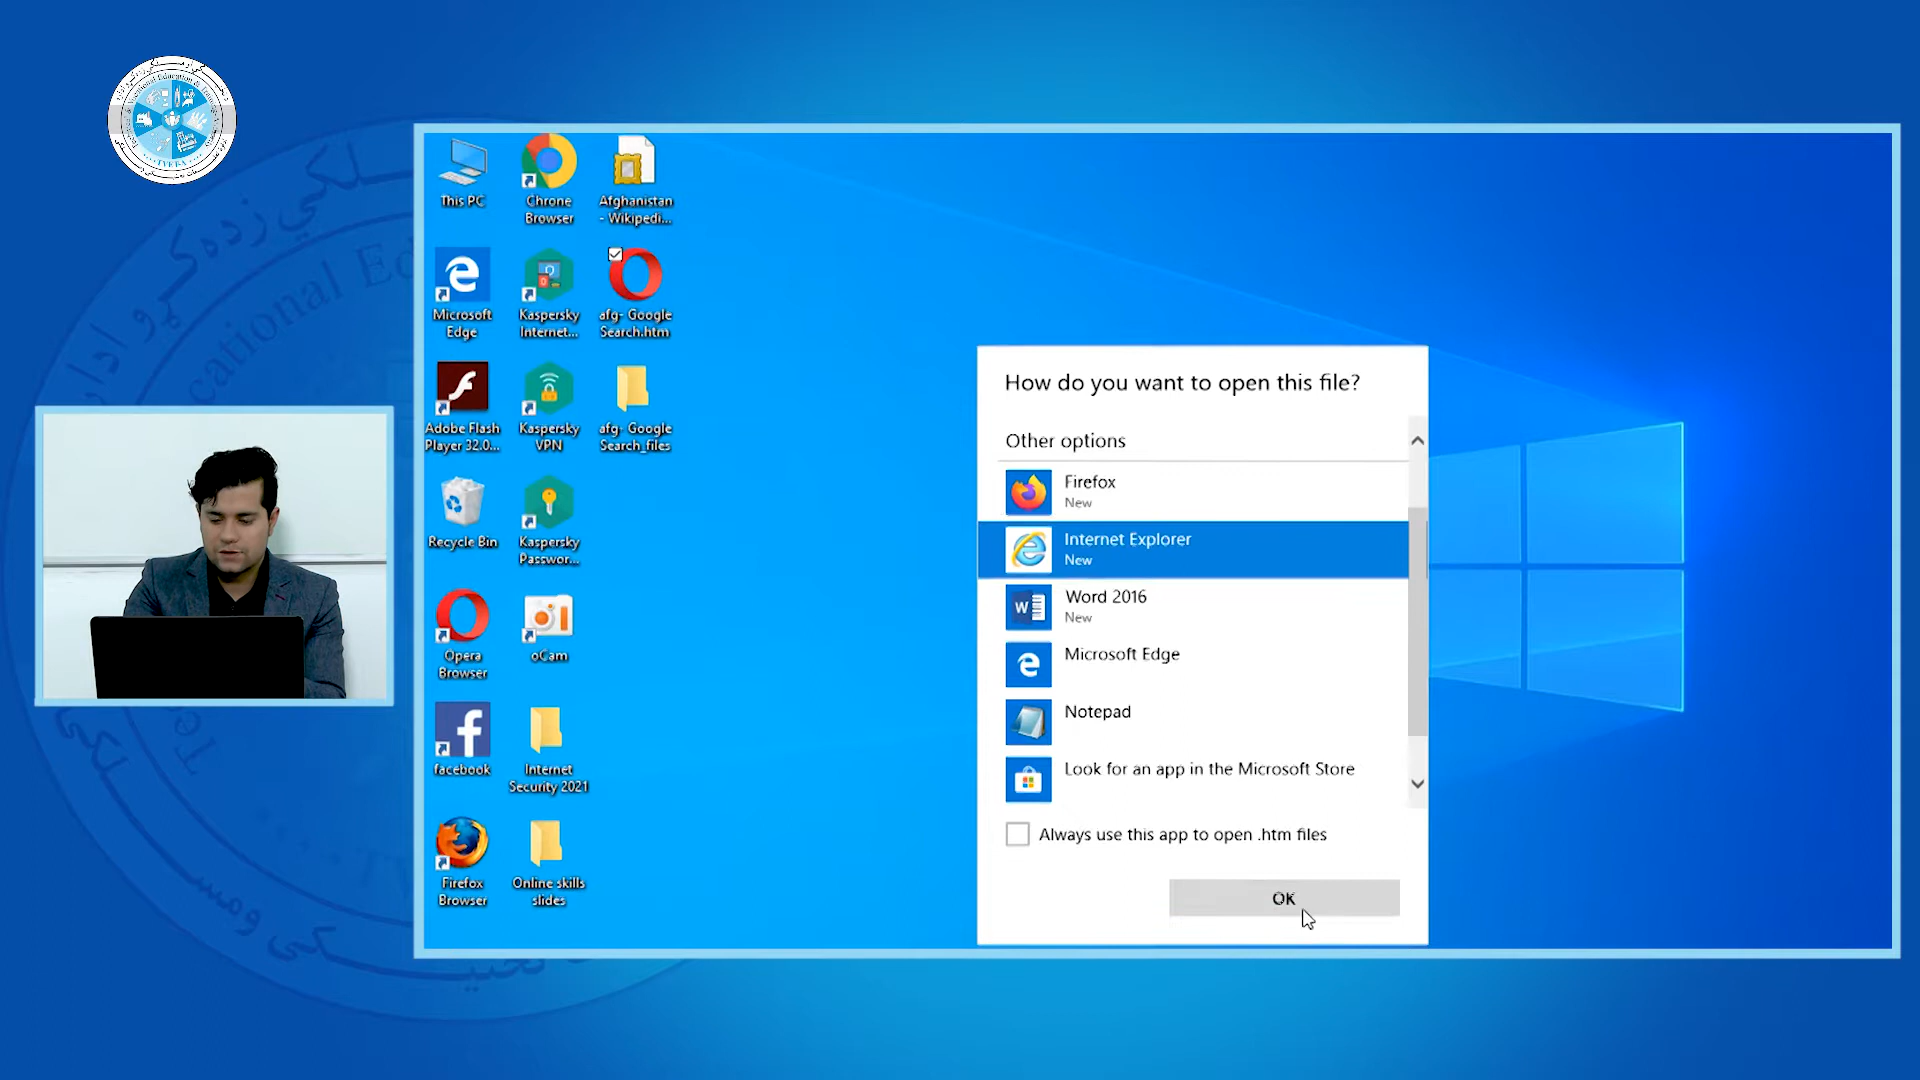 This PC
Chrone
Browser
Afghanistan
- Wikipedi...
Microsoft
Edge
Kaspersky
Internet...
afg- Google
Search.htm
Adobe Flash
Player 32.0...
Kaspersky
VPN
afg- Google
Search_files
Recycle Bin
Kaspersky
Passwor...
Opera
Browser
oCam
facebook
Internet
Security 2021
Firefox
Browser
Online skills
slides
How do you want to open this file?
Other options
Firefox
New
Internet Explorer
New
Word 2016
New
Microsoft Edge
Notepad
Look for an app in the Microsoft Store
Always use this app to open .htm files
OK